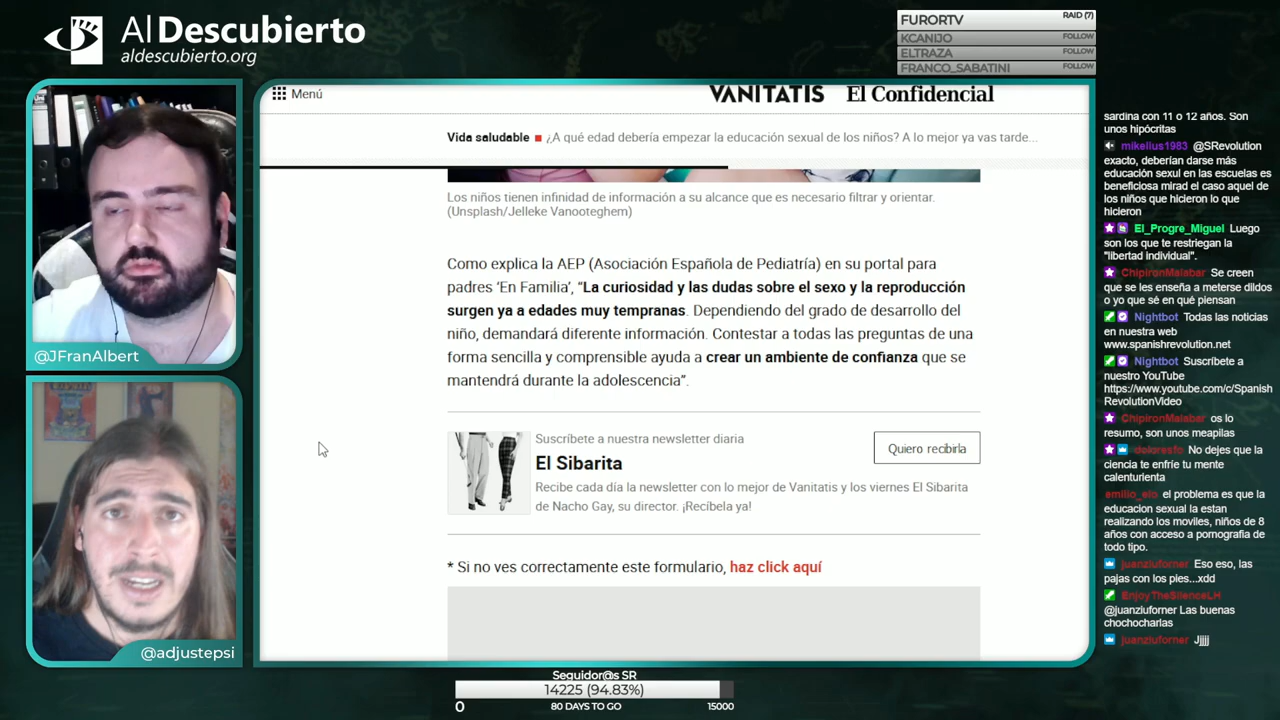 Al Descubierto
aldescubierto.org
FURORTV RAID (7)
KCANIJO FOLLOW
ELTRAZA FOLLOW
FRANCO_SABATINI FOLLOW
@JFranAlbert
@adjustepsi
Menú
VANITATIS El Confidencial
Vida saludable ¿A qué edad debería empezar la educación sexual de los niños? A lo mejor ya vas tarde...
Los niños tienen infinidad de información a su alcance que es necesario filtrar y orientar.
(Unsplash/Jelleke Vanooteghem)
Como explica la AEP (Asociación Española de Pediatría) en su portal para
padres ‘En Familia’, “La curiosidad y las dudas sobre el sexo y la reproducción
surgen ya a edades muy tempranas. Dependiendo del grado de desarrollo del
niño, demandará diferente información. Contestar a todas las preguntas de una
forma sencilla y comprensible ayuda a crear un ambiente de confianza que se
mantendrá durante la adolescencia”.
Suscríbete a nuestra newsletter diaria
El Sibarita
Recibe cada día la newsletter con lo mejor de Vanitatis y los viernes El Sibarita
de Nacho Gay, su director. ¡Recíbela ya!
Quiero recibirla
* Si no ves correctamente este formulario, haz click aquí
sardina con 11 o 12 años. Son
unos hipócritas
mikelius1983 @SRevolution
exacto, deberían darse más
educación sexul en las escuelas es
beneficiosa mirad el caso aquel de
los niños que hicieron lo que
hicieron
El_Progre_Miguel Luego
son los que te restriegan la
"libertad individual".
ChipironMalabar Se creen
que se les enseña a meterse dildos
o yo que sé en qué piensan
Nightbot Todas las noticias
en nuestra web
www.spanishrevolution.net
Nightbot Suscríbete a
nuestro YouTube
https://www.youtube.com/c/Spanish
RevolutionVideo
ChipironMalabar os lo
resumo, son unos meapilas
doloresfo No dejes que la
ciencia te enfríe tu mente
calenturienta
emilio_elo el problema es que la
educacion sexual la estan
realizando los moviles, niños de 8
años con acceso a pornografia de
todo tipo.
juanziuforner Eso eso, las
pajas con los pies...xdd
EnjoyTheSilenceLH
@juanziuforner Las buenas
chochocharlas
juanziuforner Jijjjj
Seguidor@s SR
14225 (94.83%)
0 80 DAYS TO GO 15000